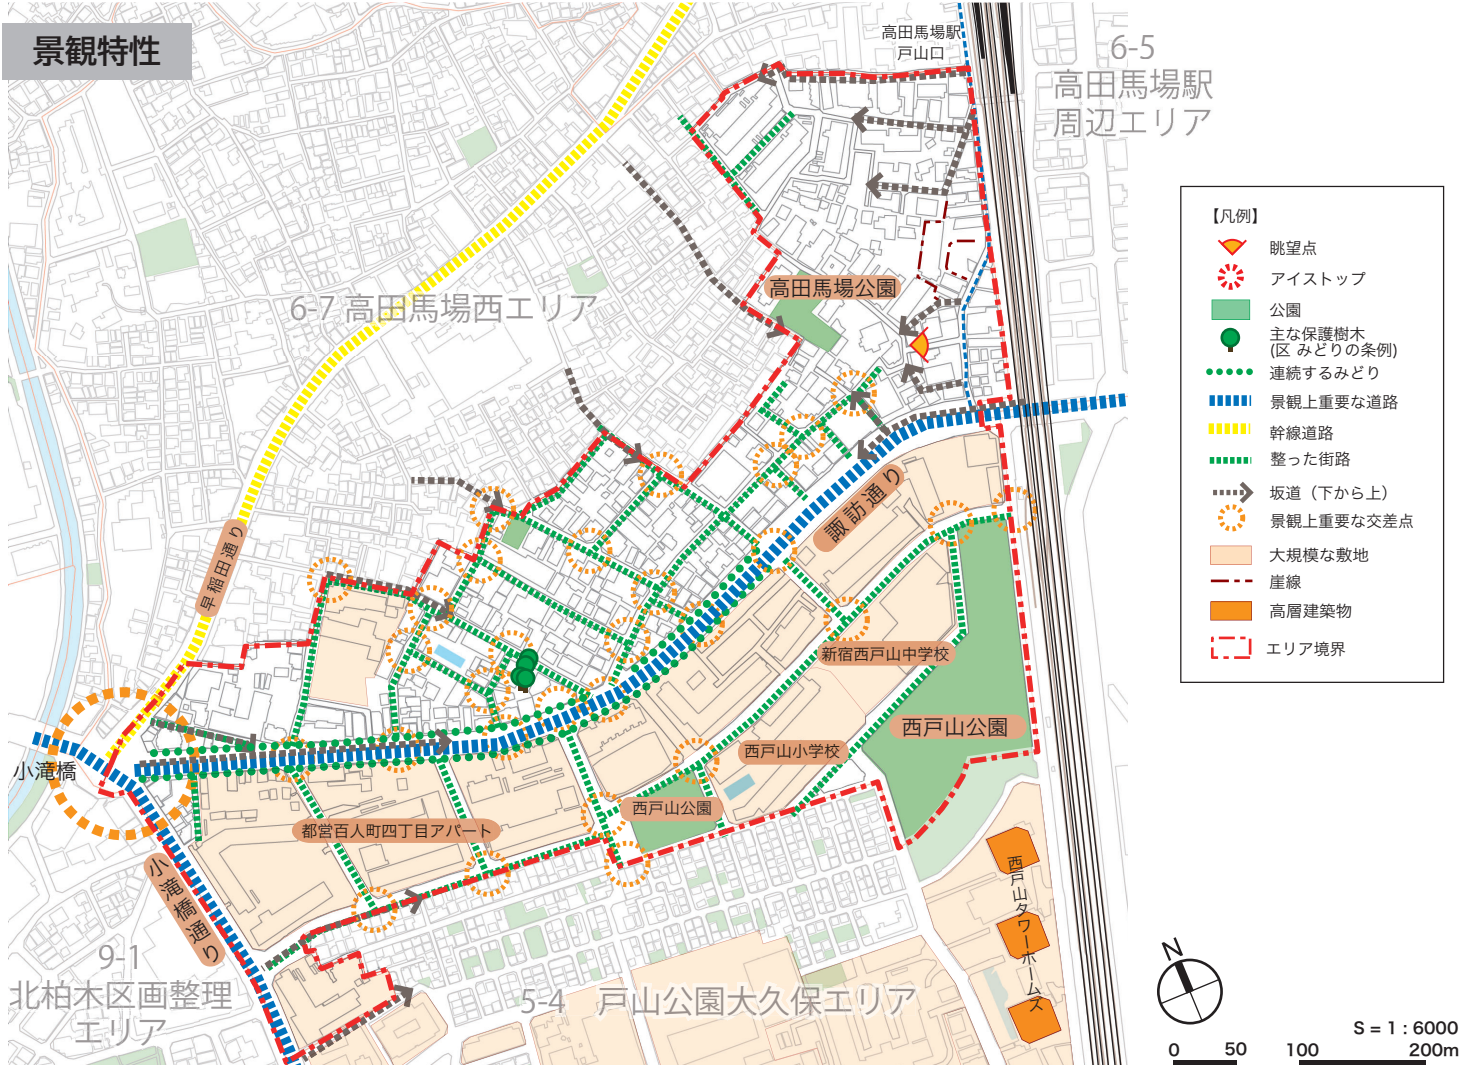 景観特性
高田馬場駅
戸山口
6-5
高田馬場駅
周辺エリア
6-7 高田馬場西エリア
高田馬場公園
諏訪通り
早稲田通り
新宿西戸山中学校
西戸山公園
西戸山小学校
西戸山公園
小滝橋
都営百人町四丁目アパート
小滝橋通り
西戸山タワーホームズ
9-1
北柏木区画整理
エリア
5-4 戸山公園大久保エリア
【凡例】
眺望点
アイストップ
公園
主な保護樹木
(区 みどりの条例)
連続するみどり
景観上重要な道路
幹線道路
整った街路
坂道（下から上）
景観上重要な交差点
大規模な敷地
崖線
高層建築物
エリア境界
N
S = 1 : 6000
0 50 100 200m